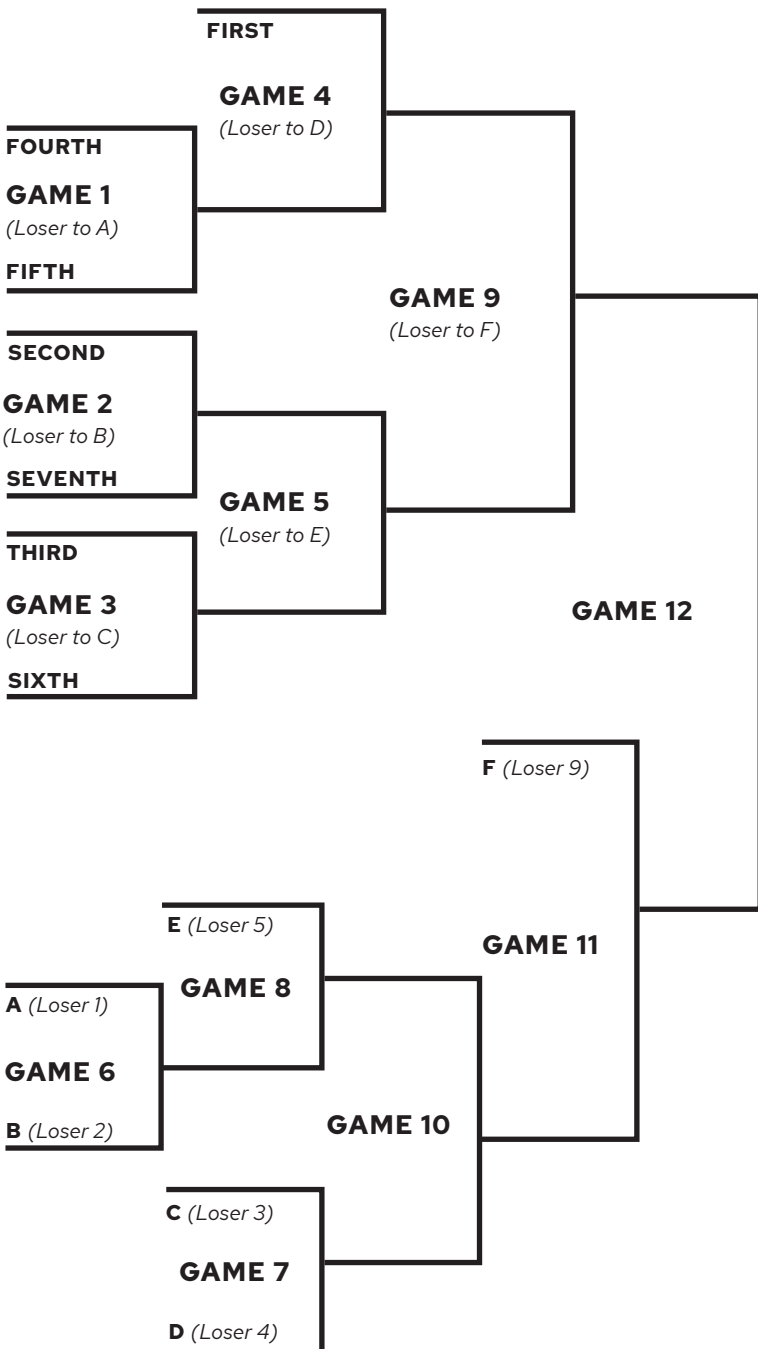 FIRST
GAME 4
(Loser to D)
FOURTH
GAME 1
(Loser to A)
FIFTH
GAME 9
(Loser to F)
SECOND
GAME 2
(Loser to B)
SEVENTH
GAME 5
(Loser to E)
THIRD
GAME 3
(Loser to C)
SIXTH
GAME 12
F (Loser 9)
E (Loser 5)
GAME 11
GAME 8
A (Loser 1)
GAME 6
B (Loser 2)
GAME 10
C (Loser 3)
GAME 7
D (Loser 4)